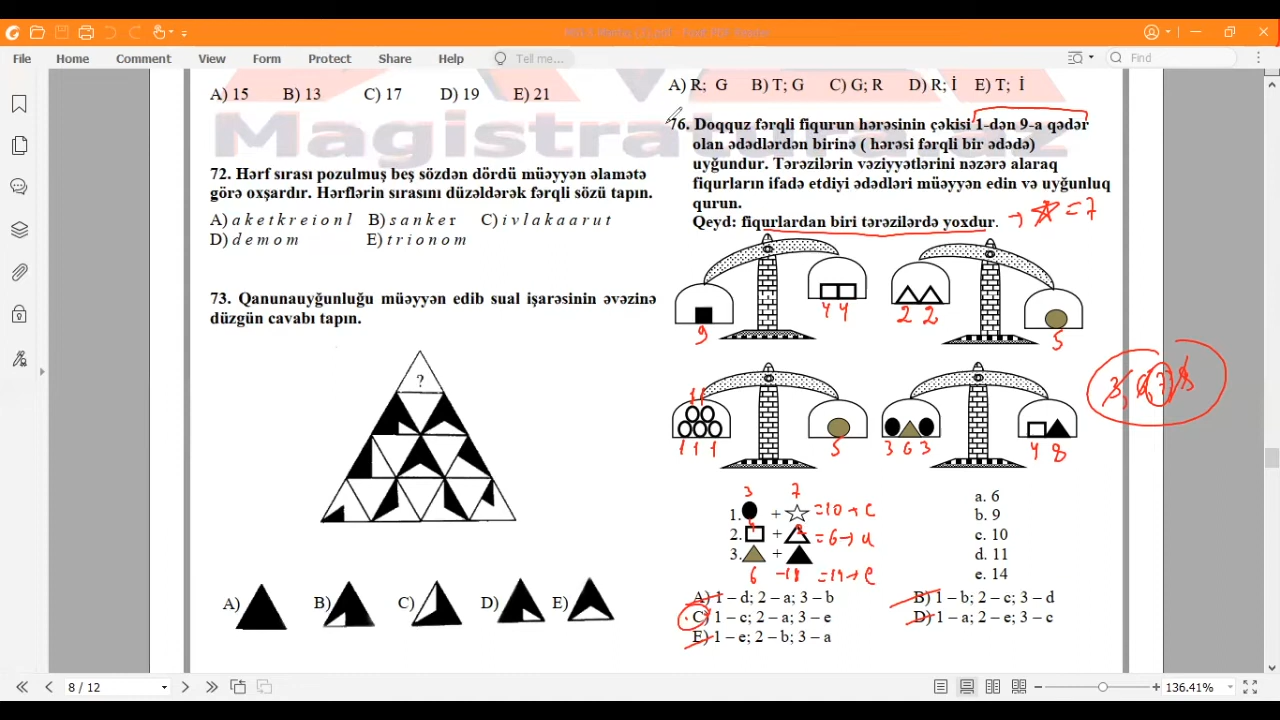 File Home Comment View Form Protect Share Help Tell me... Find
A) 15 B) 13 C) 17 D) 19 E) 21
Magistratura.az
72. Hərf sırası pozulmuş beş sözdən dördü müəyyən əlamətə
görə oxşardır. Hərflərin sırasını düzəldərək fərqli sözü tapın.
A) a k e t k r e i o n l B) s a n k e r C) i v l a k a a r u t
D) d e m o m E) t r i o n o m
73. Qanunauyğunluğu müəyyən edib sual işarəsinin əvəzinə
düzgün cavabı tapın.
?
A) B) C) D) E)
A) R; G B) T; G C) G; R D) R; İ E) T; İ
76. Doqquz fərqli fiqurun hərəsinin çəkisi 1-dən 9-a qədər
olan ədədlərdən birinə ( hərəsi fərqli bir ədədə)
uyğundur. Tərəzilərin vəziyyətlərini nəzərə alaraq
fiqurların ifadə etdiyi ədədləri müəyyən edin və uyğunluq
qurun.
Qeyd: fiqurlardan biri tərəzilərdə yoxdur. → = 7
9 4 4 2 2 5
1 1
1 1 1 5 3 6 3 4 8
3 7
1. + = 10 → c
2. + = 6 → a
3. +
6
a. 6
b. 9
c. 10
d. 11
e. 14
A) 1 – d; 2 – a; 3 – b B) 1 – b; 2 – c; 3 – d
C) 1 – c; 2 – a; 3 – e D) 1 – a; 2 – e; 3 – c
E) 1 – e; 2 – b; 3 – a
8 / 12 136.41%